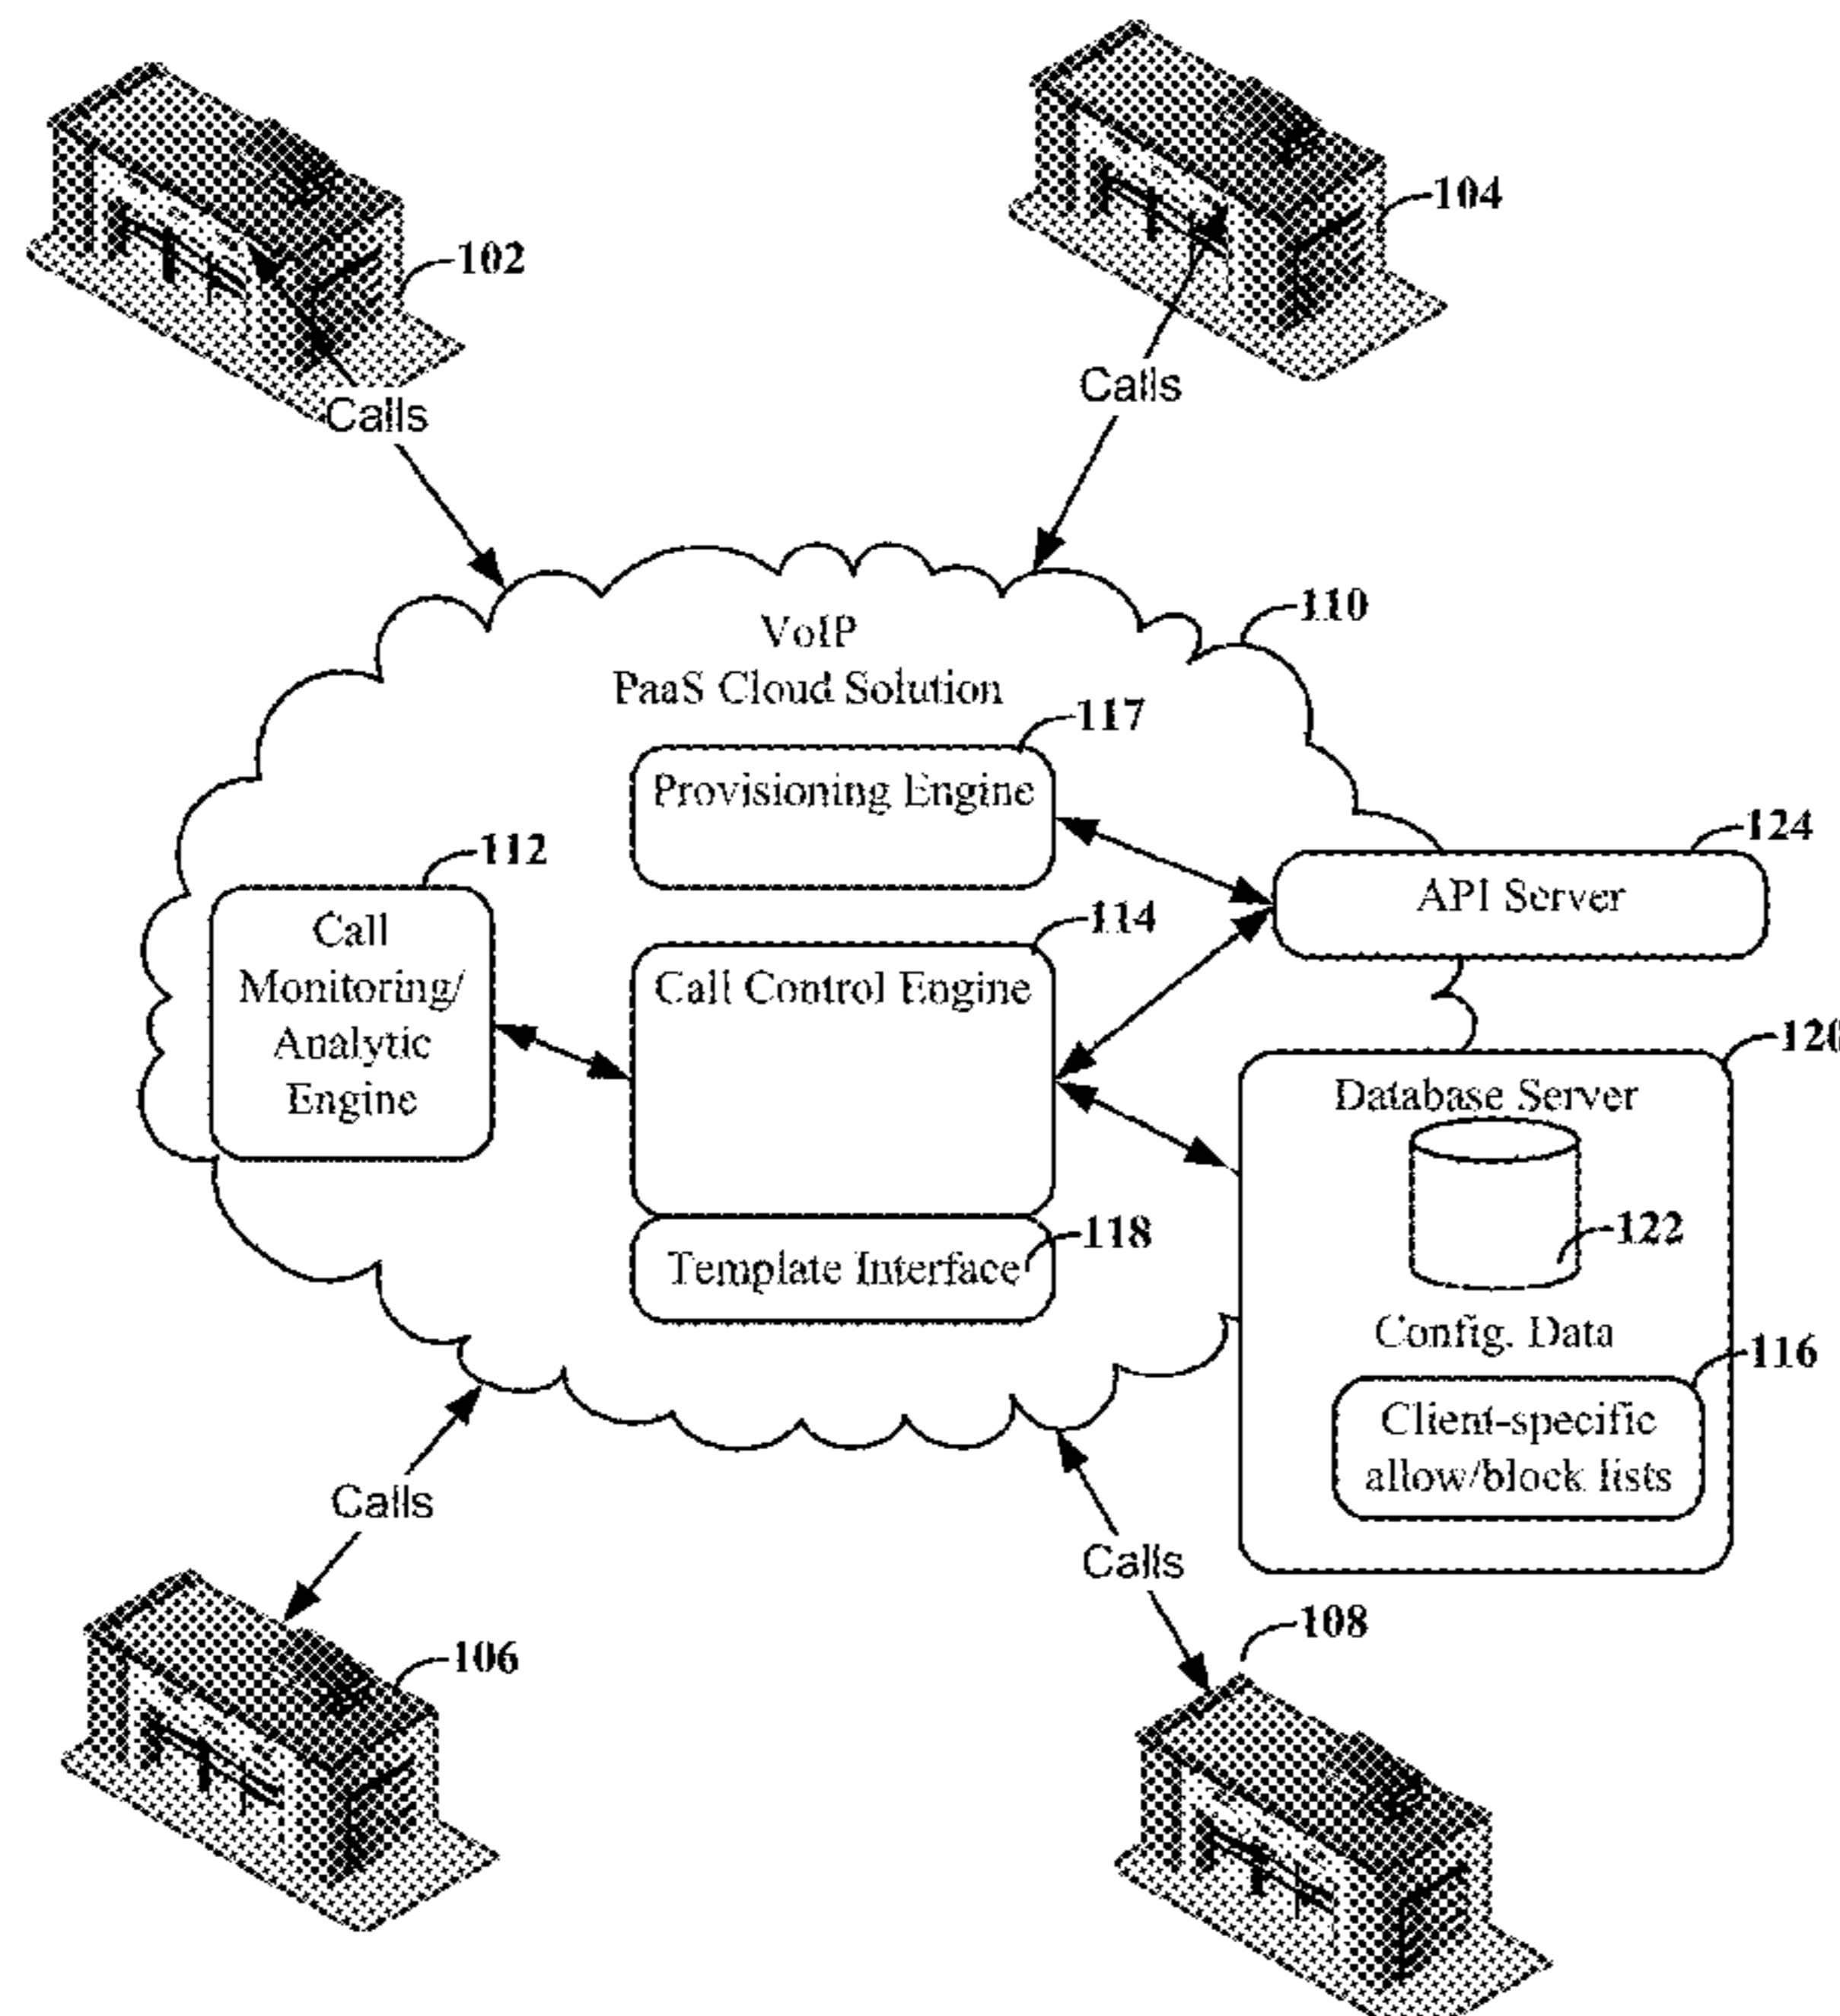 104
102
Calls
Calls
110
VoIP
PaaS Cloud Solution
117
Provisioning Engine
124
API Server
112
Call
Monitoring/
Analytic
Engine
114
Call Control Engine
120
Database Server
122
118
Template Interface
Config. Data
116
Client-specific
allow/block lists
Calls
Calls
108
106